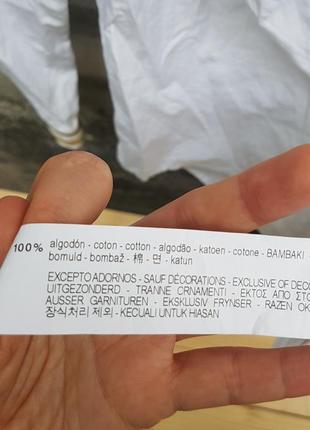 100% algodón - coton - cotton - algodão - katoen - cotone - BAMBAKI
bomuld - bombaž - 棉 - 면 - katun
EXCEPTO ADORNOS - SAUF DÉCORATIONS - EXCLUSIVE OF DEC
UITGEZONDERD - TRANNE ORNAMENTI - ΕΚΤΟΣ ΑΠΟ ΣΤΟ
AUSSER GARNITUREN - EKSKLUSIV FRYNSER - RAZEN OK
장식처리 제외 - KECUALI UNTUK HIASAN